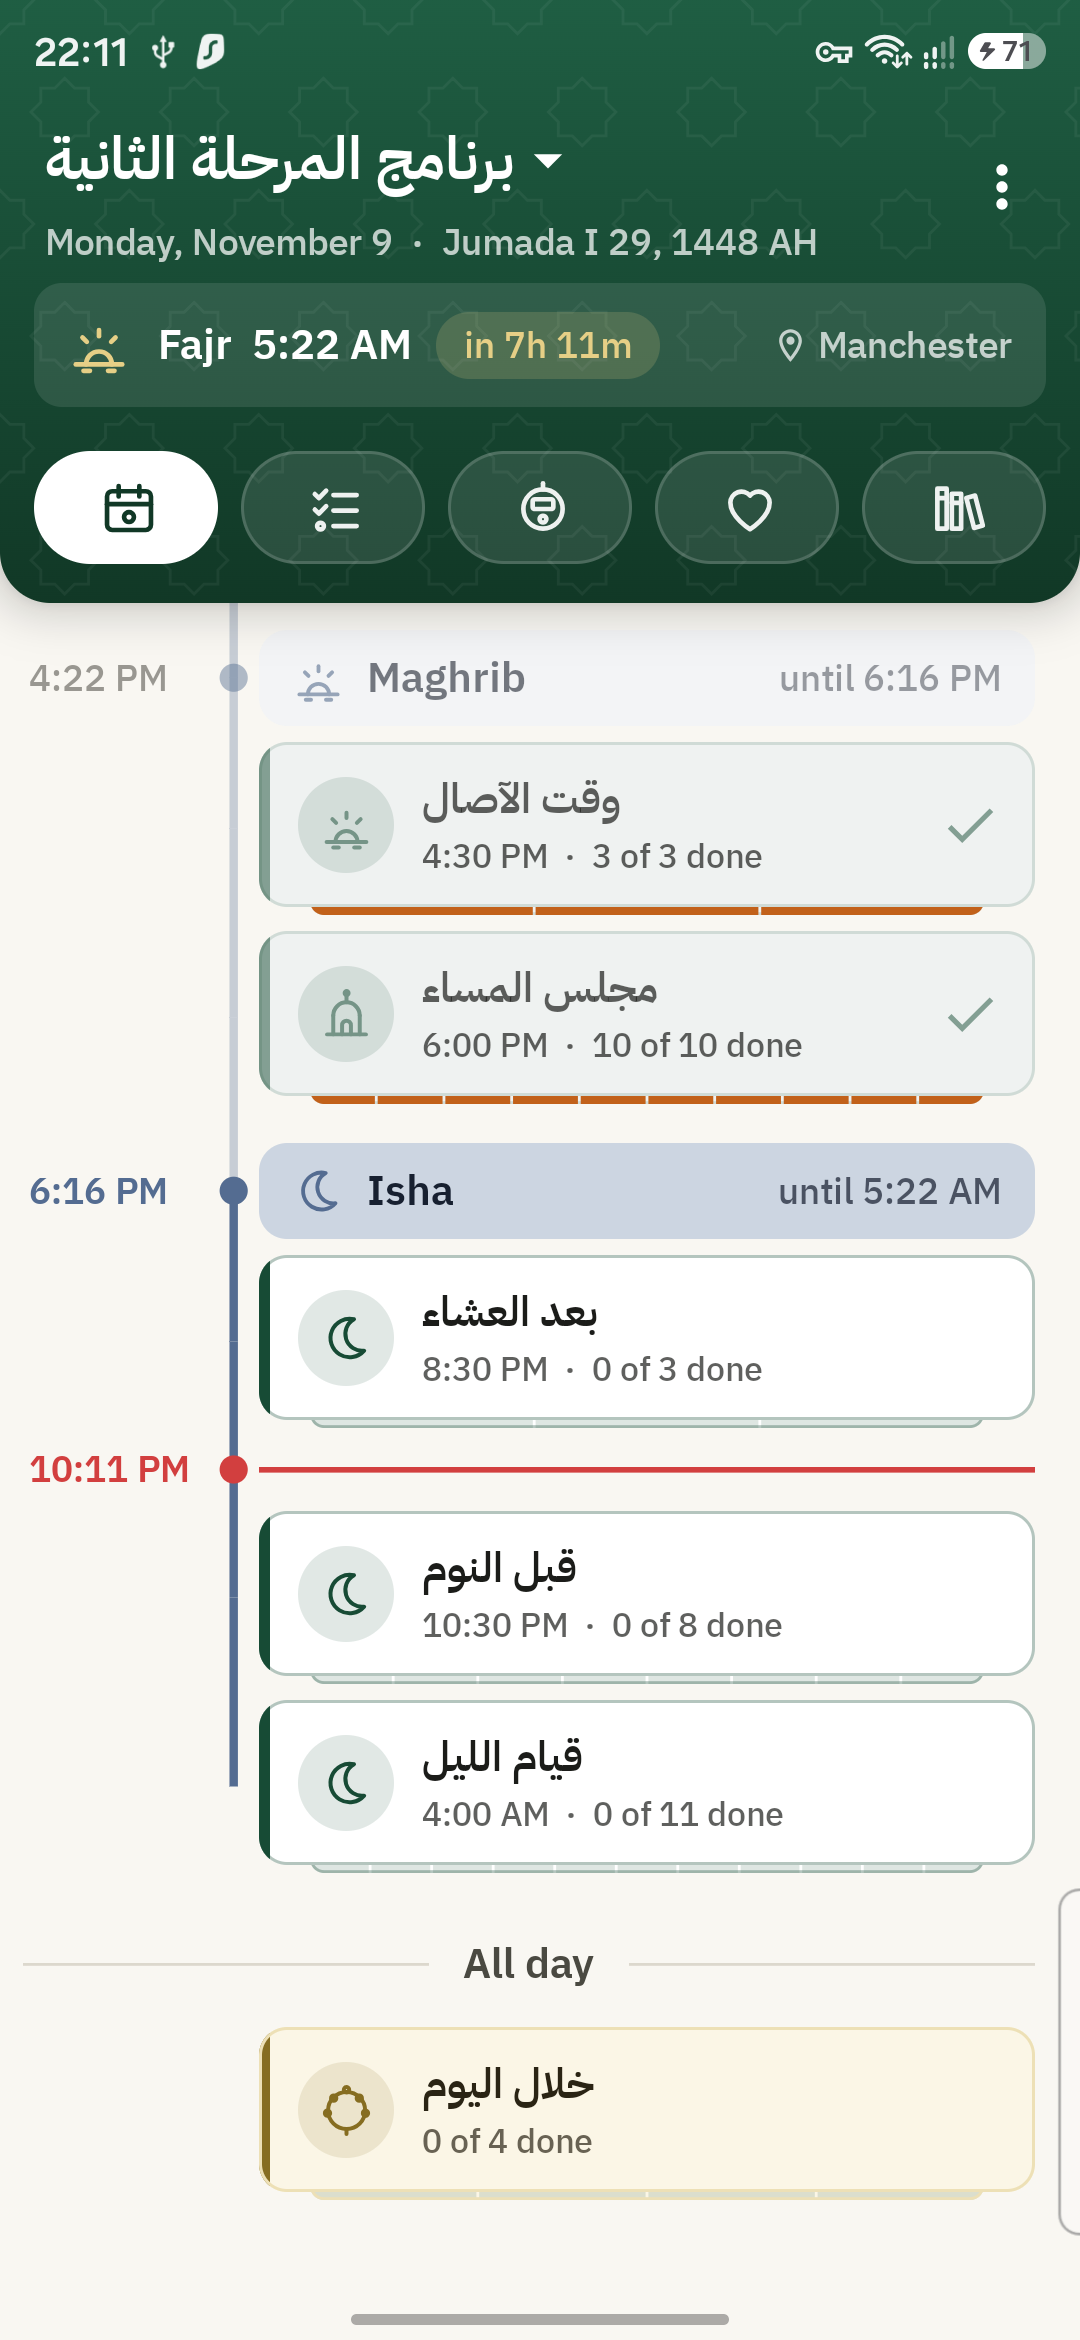 22:11
71
برنامج المرحلة الثانية
Monday, November 9 · Jumada I 29, 1448 AH
Fajr 5:22 AM in 7h 11m Manchester
4:22 PM Maghrib until 6:16 PM
وقت الآصال
4:30 PM · 3 of 3 done
مجلس المساء
6:00 PM · 10 of 10 done
6:16 PM Isha until 5:22 AM
بعد العشاء
8:30 PM · 0 of 3 done
10:11 PM
قبل النوم
10:30 PM · 0 of 8 done
قيام الليل
4:00 AM · 0 of 11 done
All day
خلال اليوم
0 of 4 done